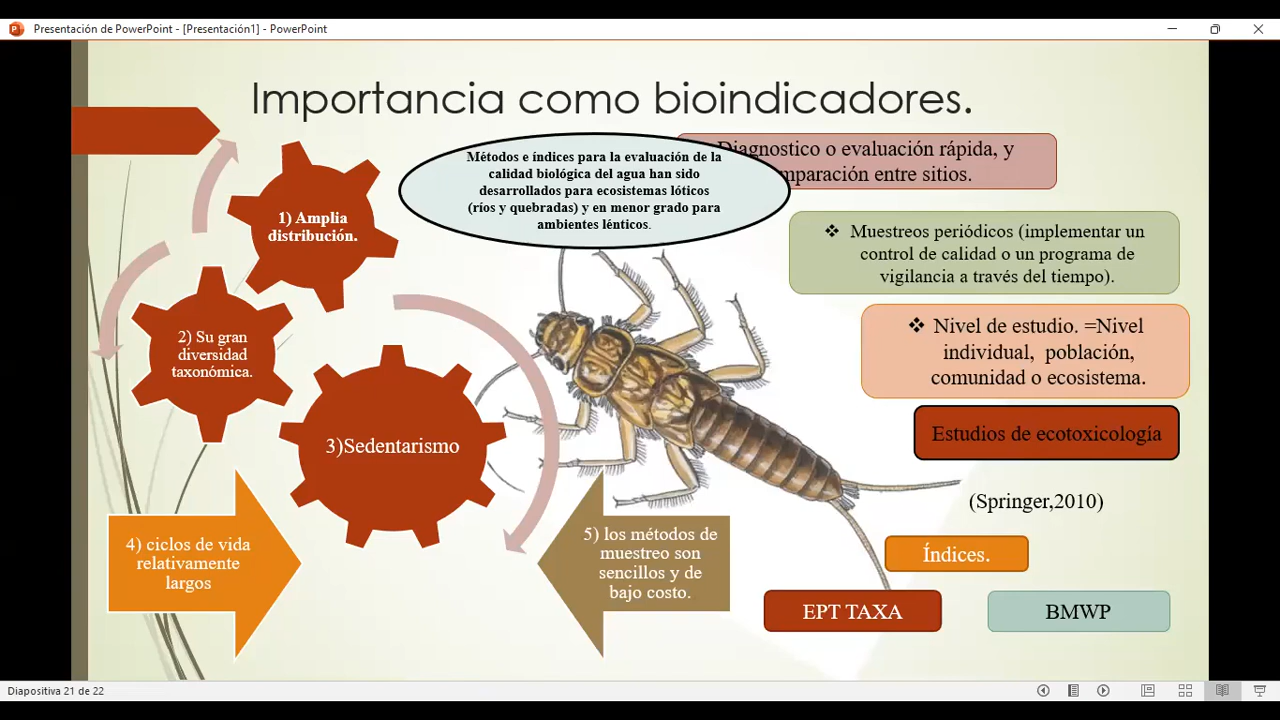 Presentación de PowerPoint - [Presentación1] - PowerPoint
Importancia como bioindicadores.
1) Amplia
distribución.
2) Su gran
diversidad
taxonómica.
3)Sedentarismo
4) ciclos de vida
relativamente
largos
5) los métodos de
muestreo son
sencillos y de
bajo costo.
Métodos e índices para la evaluación de la
calidad biológica del agua han sido
desarrollados para ecosistemas lóticos
(ríos y quebradas) y en menor grado para
ambientes lénticos.
Diagnostico o evaluación rápida, y
entre sitios.
❖ Muestreos periódicos (implementar un
control de calidad o un programa de
vigilancia a través del tiempo).
❖ Nivel de estudio. =Nivel
individual, población,
comunidad o ecosistema.
Estudios de ecotoxicología
(Springer,2010)
Índices.
EPT TAXA
BMWP
Diapositiva 21 de 22